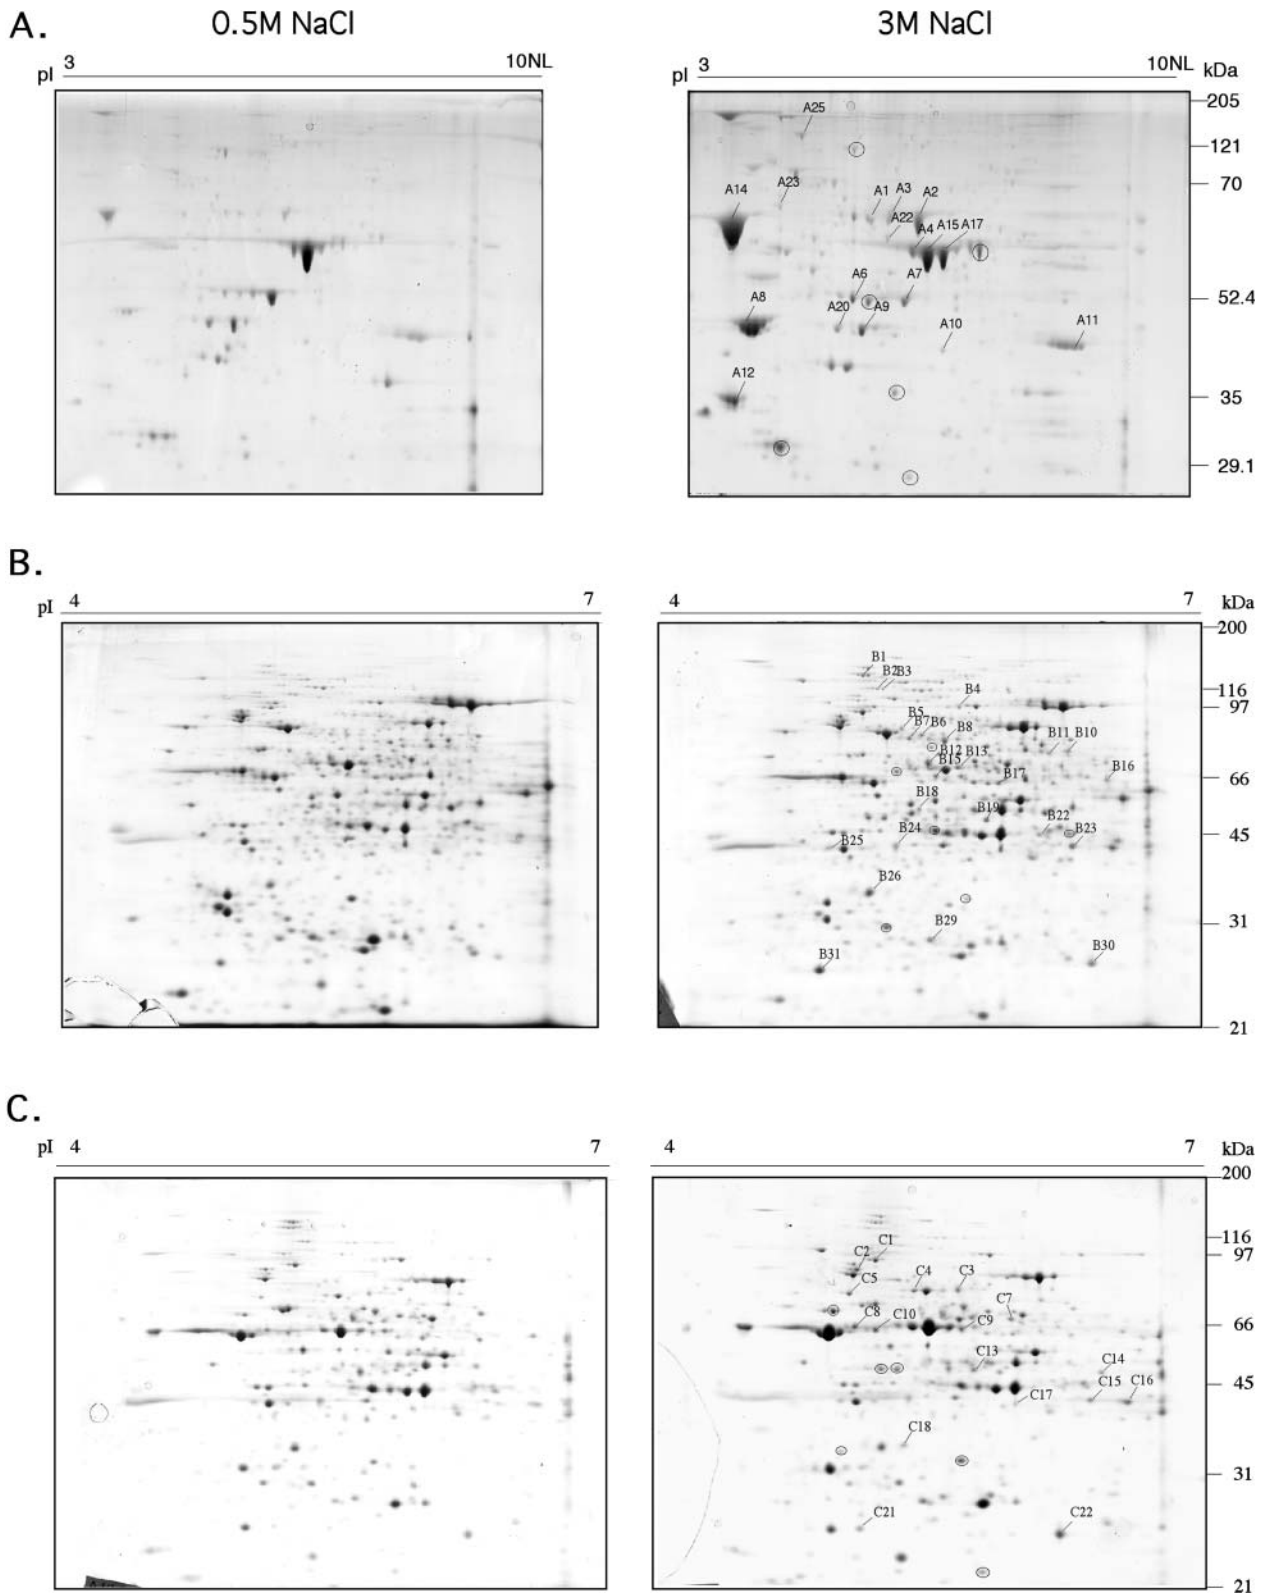 A.
0.5M NaCl
3M NaCl
pI 3 10NL
pI 3 10NL kDa
205
A25
121
70
A23
A14 A1 A3 A2
A22
A4 A15 A17
A6 A7
52.4
A8
A20 A9
A10 A11
A12
35
29.1
B.
pI 4 7
4 7 kDa
200
B1
B2 B3
116
B4
97
B5
B7 B6 B8
B11 B10
B12 B13
B15
B16
B17
66
B18
B19
B22
B24 B23
45
B25
B26
31
B29
B30
B31
21
C.
pI 4 7
4 7 kDa
200
116
C1
C2
97
C5 C4 C3
C7
C8 C10 C9
66
C13 C14
45
C15 C16
C17
C18
31
C21 C22
21